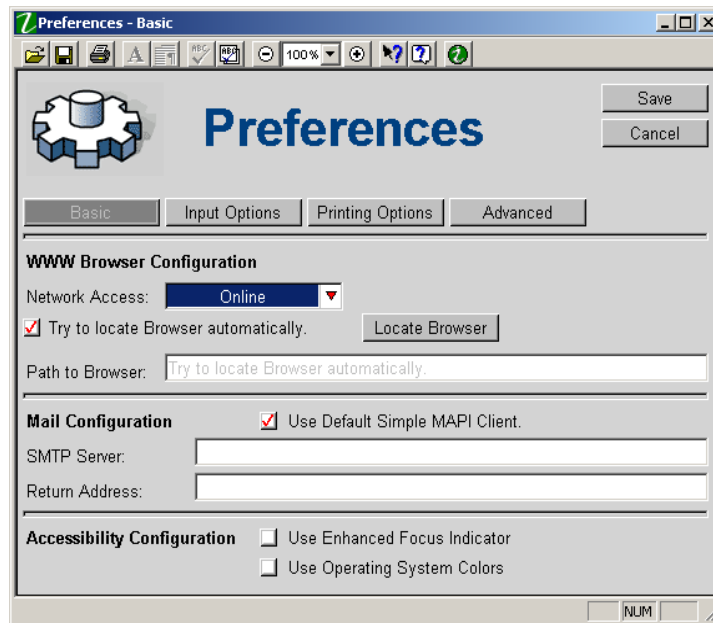 Preferences - Basic
100%
Preferences
Save
Cancel
Basic
Input Options
Printing Options
Advanced
WWW Browser Configuration
Network Access: Online
Try to locate Browser automatically. Locate Browser
Path to Browser: Try to locate Browser automatically.
Mail Configuration Use Default Simple MAPI Client.
SMTP Server:
Return Address:
Accessibility Configuration Use Enhanced Focus Indicator
Use Operating System Colors
NUM